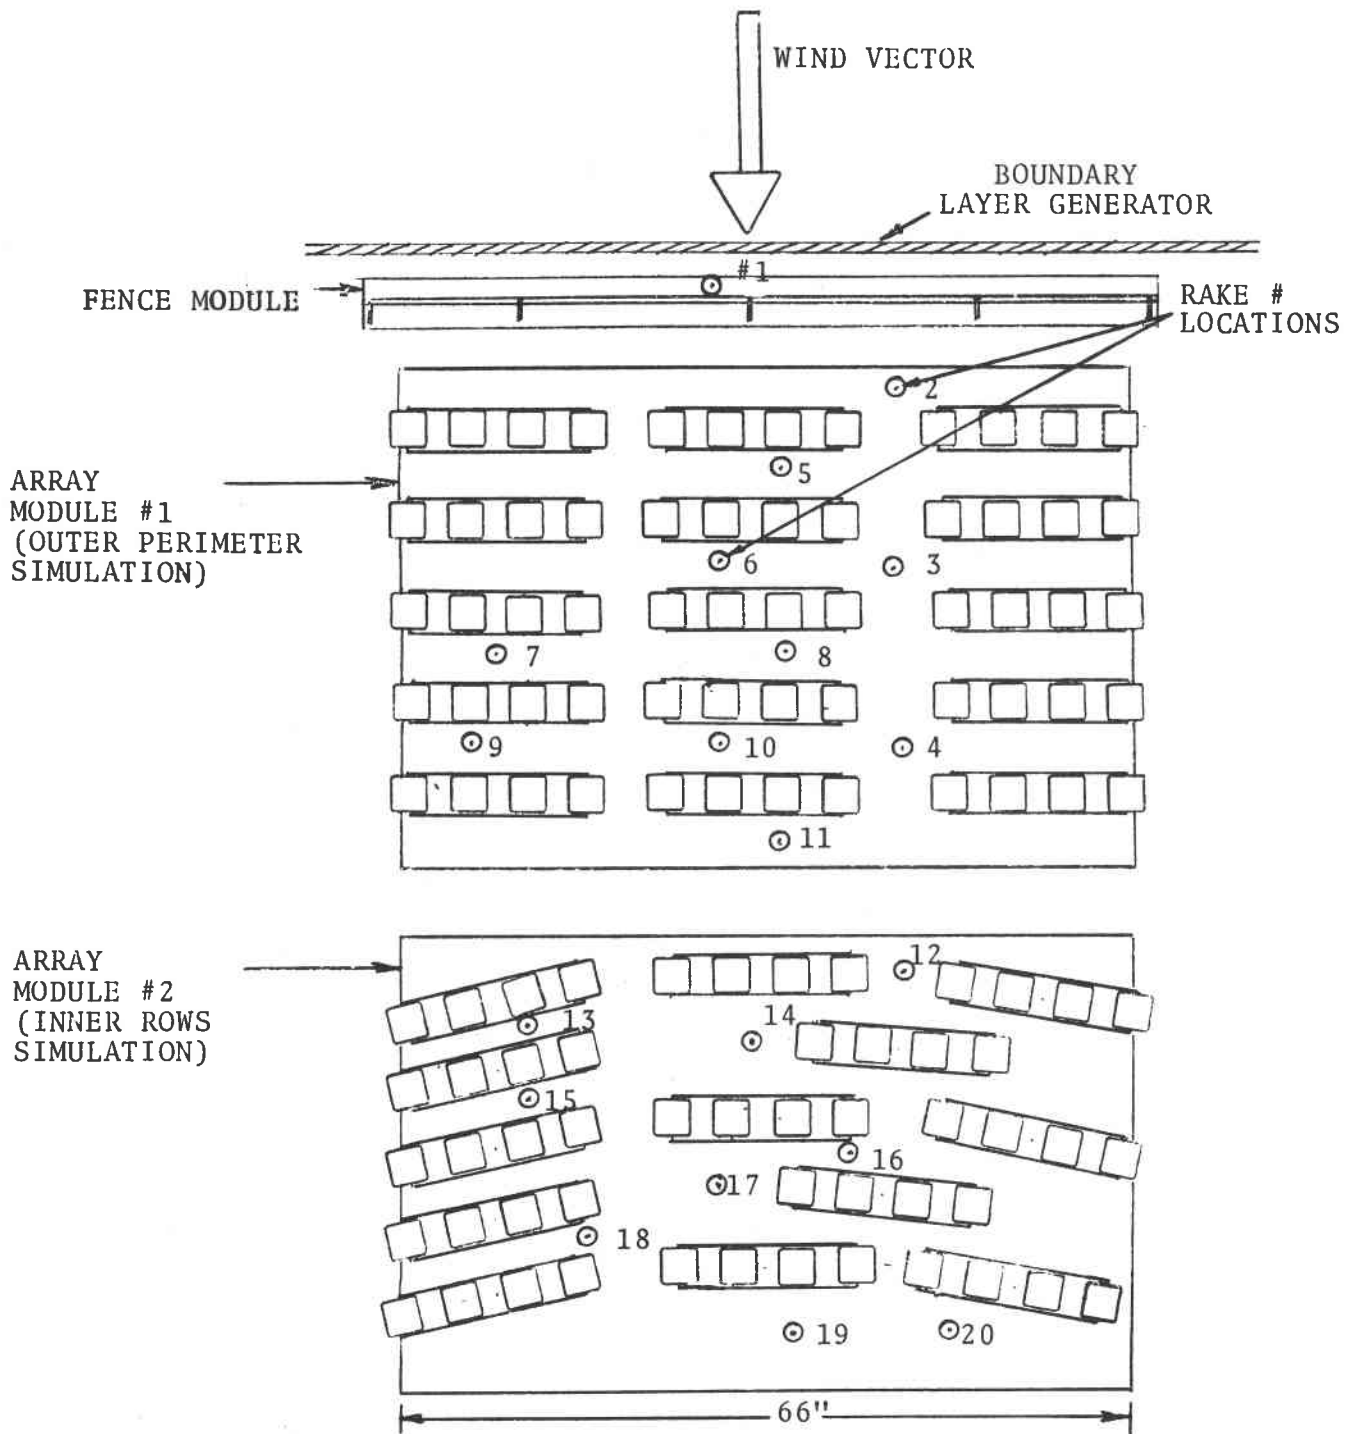 WIND VECTOR
BOUNDARY
LAYER GENERATOR
#1
FENCE MODULE
RAKE #
LOCATIONS
2
5
ARRAY
MODULE #1
(OUTER PERIMETER
SIMULATION)
6
3
7
8
9
10
4
11
ARRAY
MODULE #2
(INNER ROWS
SIMULATION)
12
13
14
15
16
17
18
19
20
66"